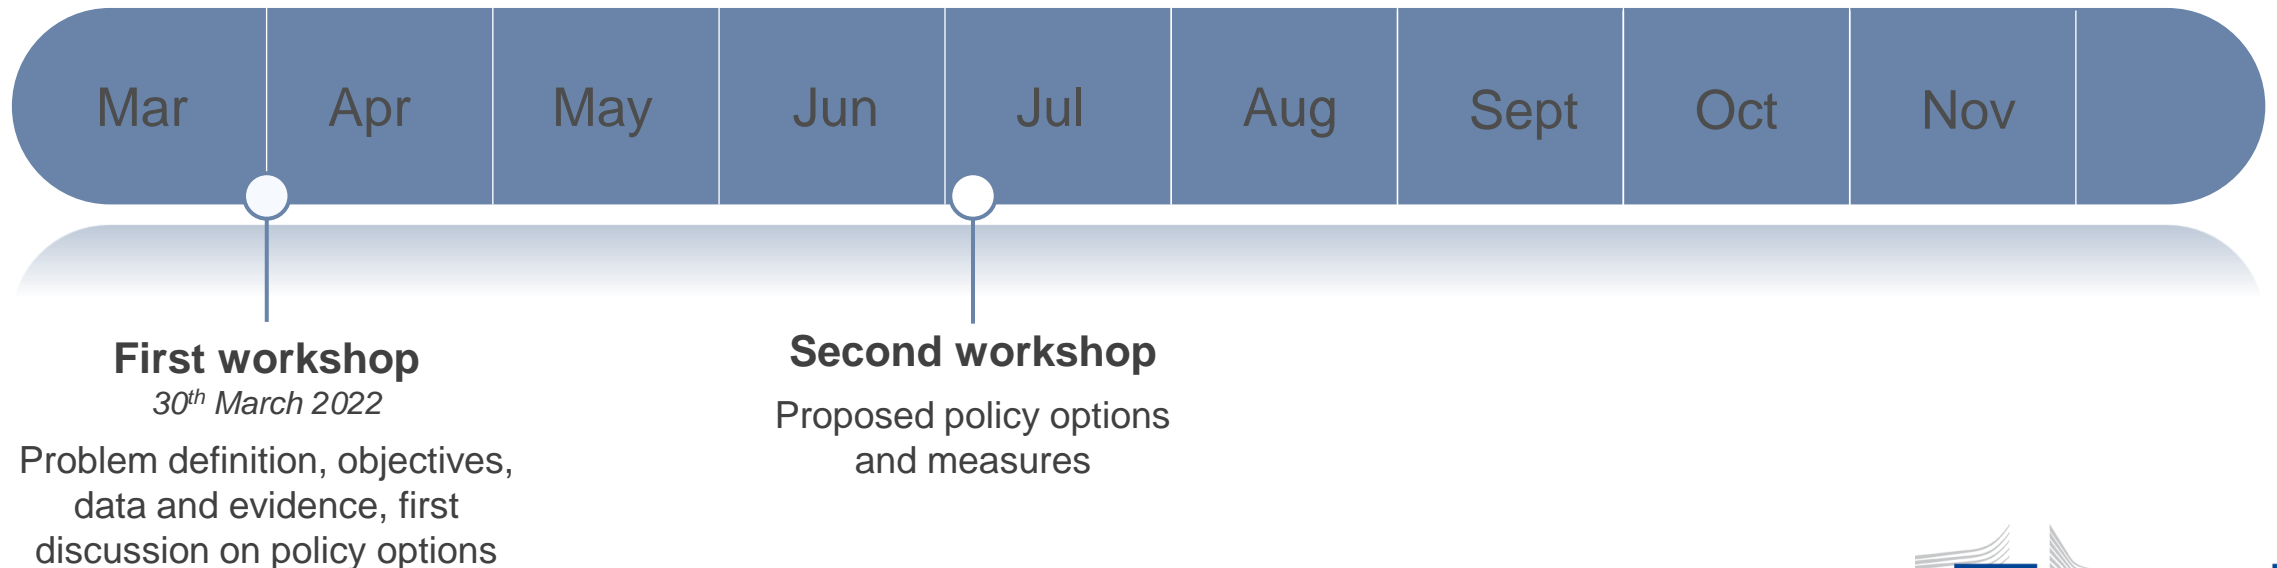 Mar Apr May Jun Jul Aug Sept Oct Nov
First workshop
30th March 2022
Problem definition, objectives,
data and evidence, first
discussion on policy options
Second workshop
Proposed policy options
and measures